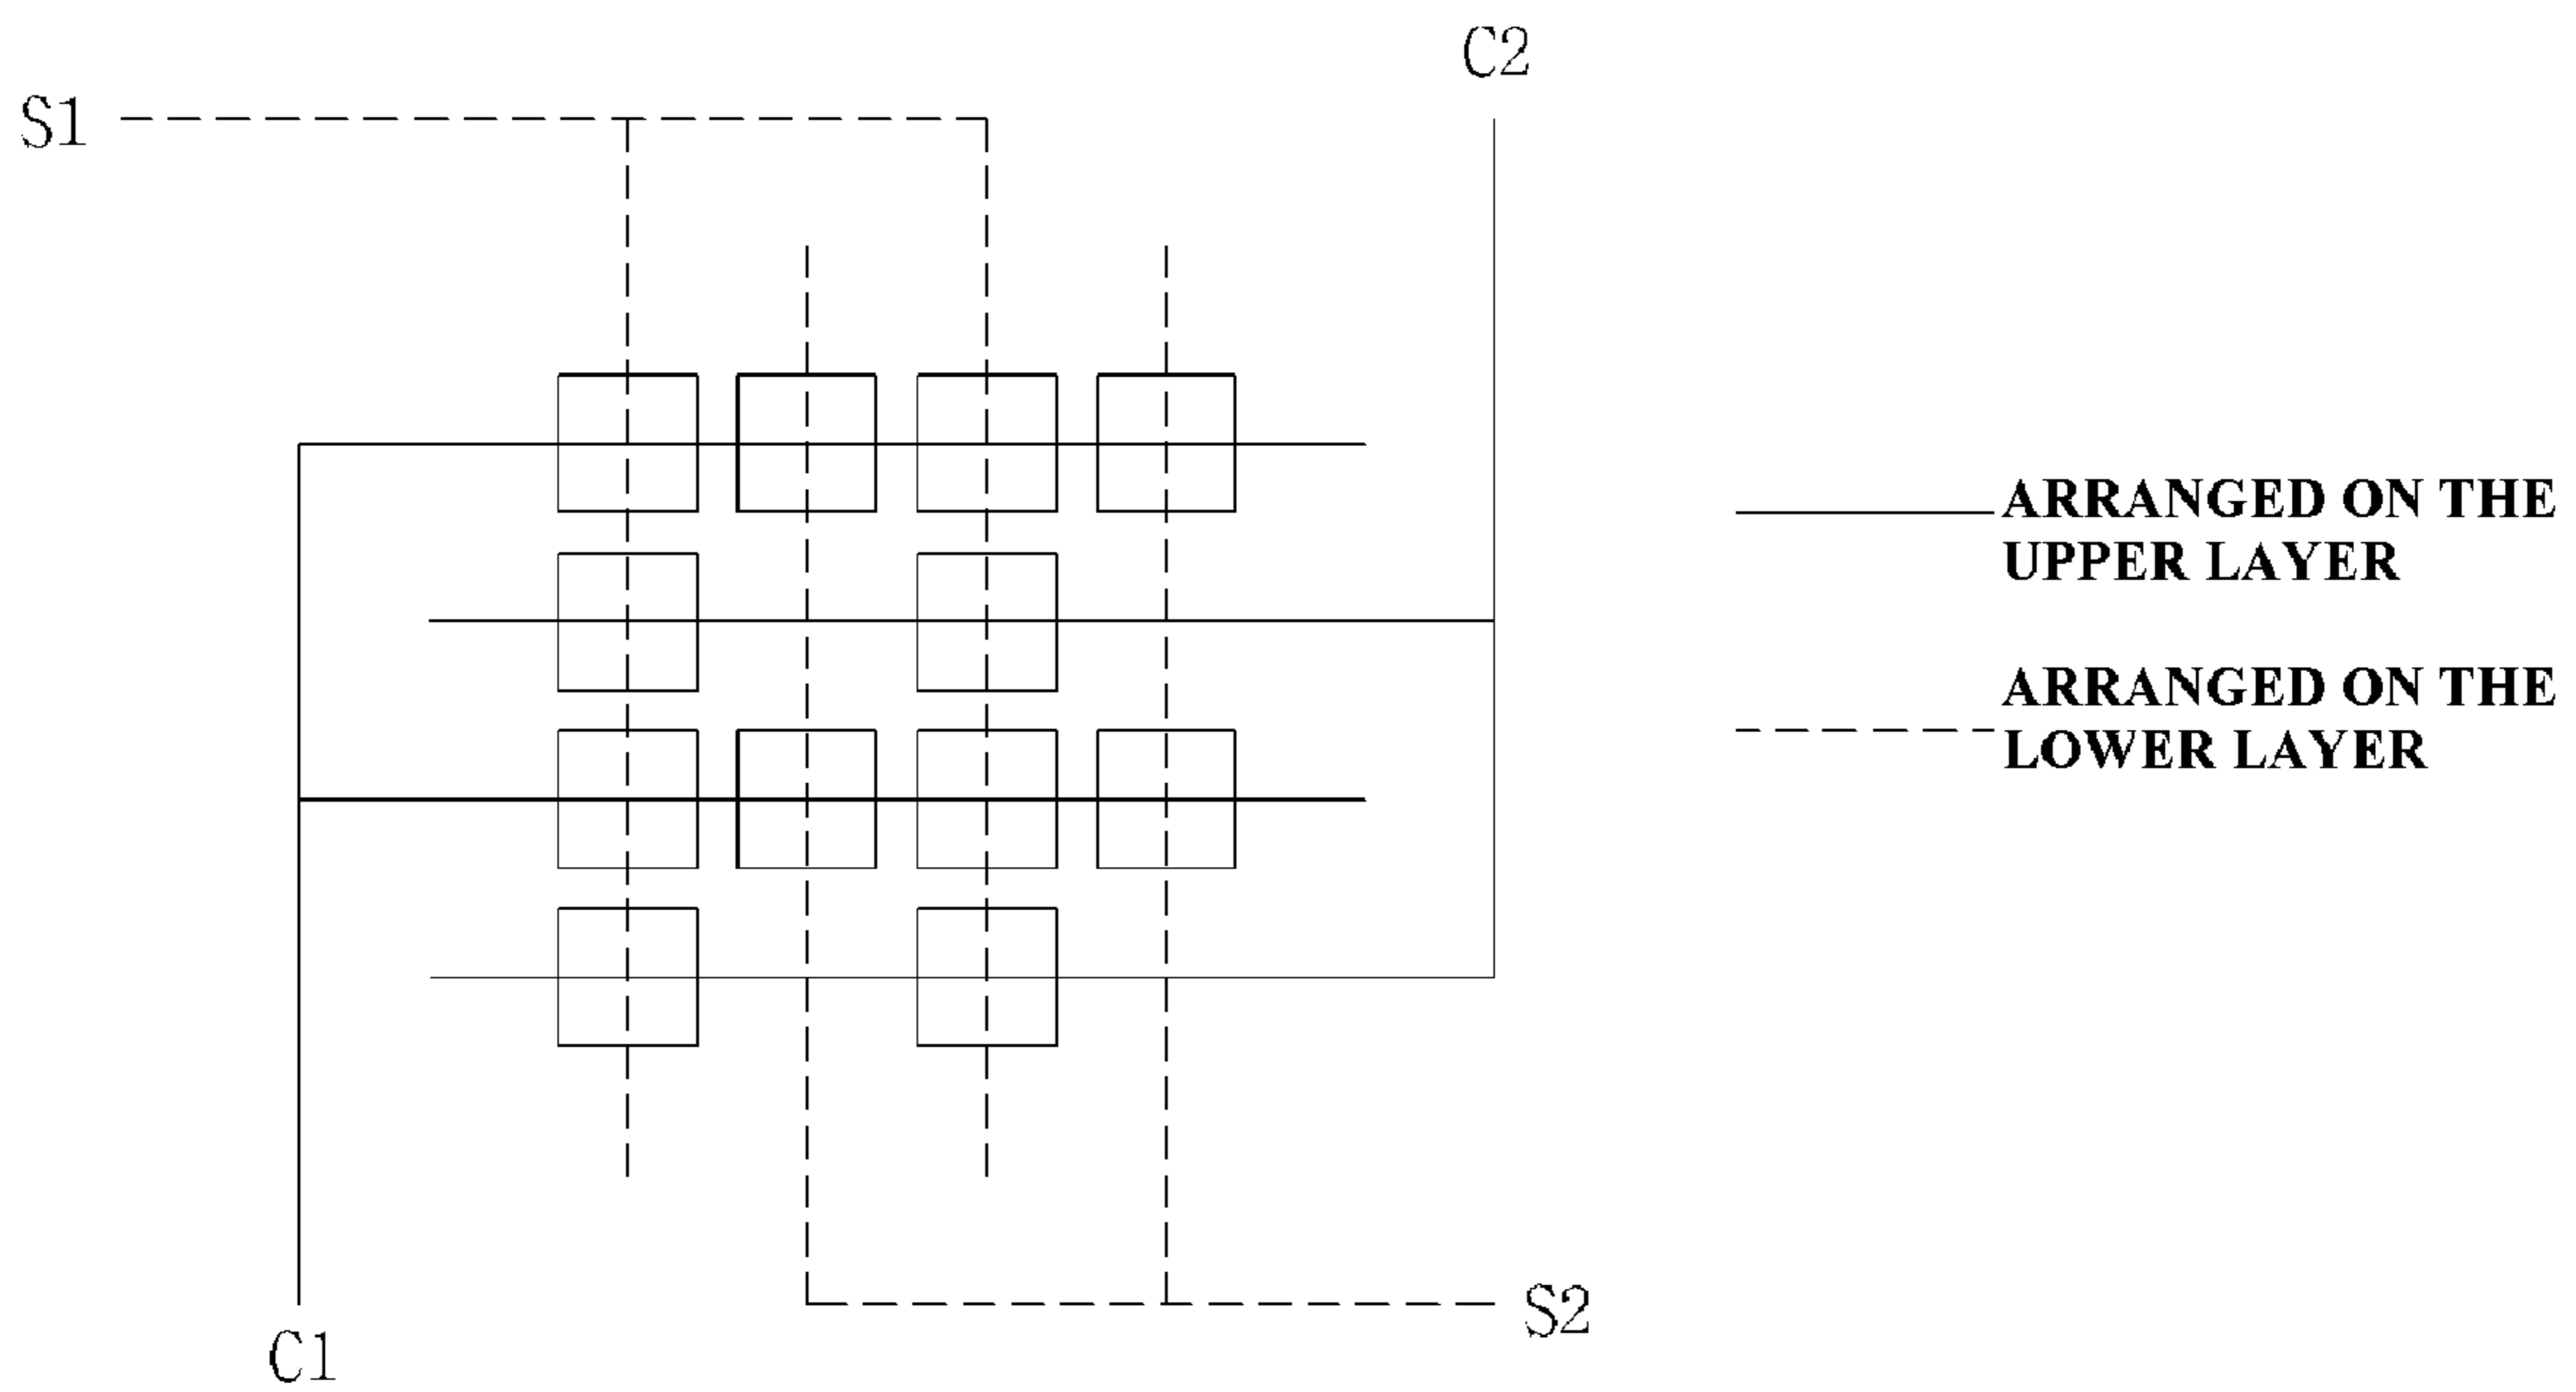 C2
S1
ARRANGED ON THE
UPPER LAYER
ARRANGED ON THE
LOWER LAYER
S2
C1